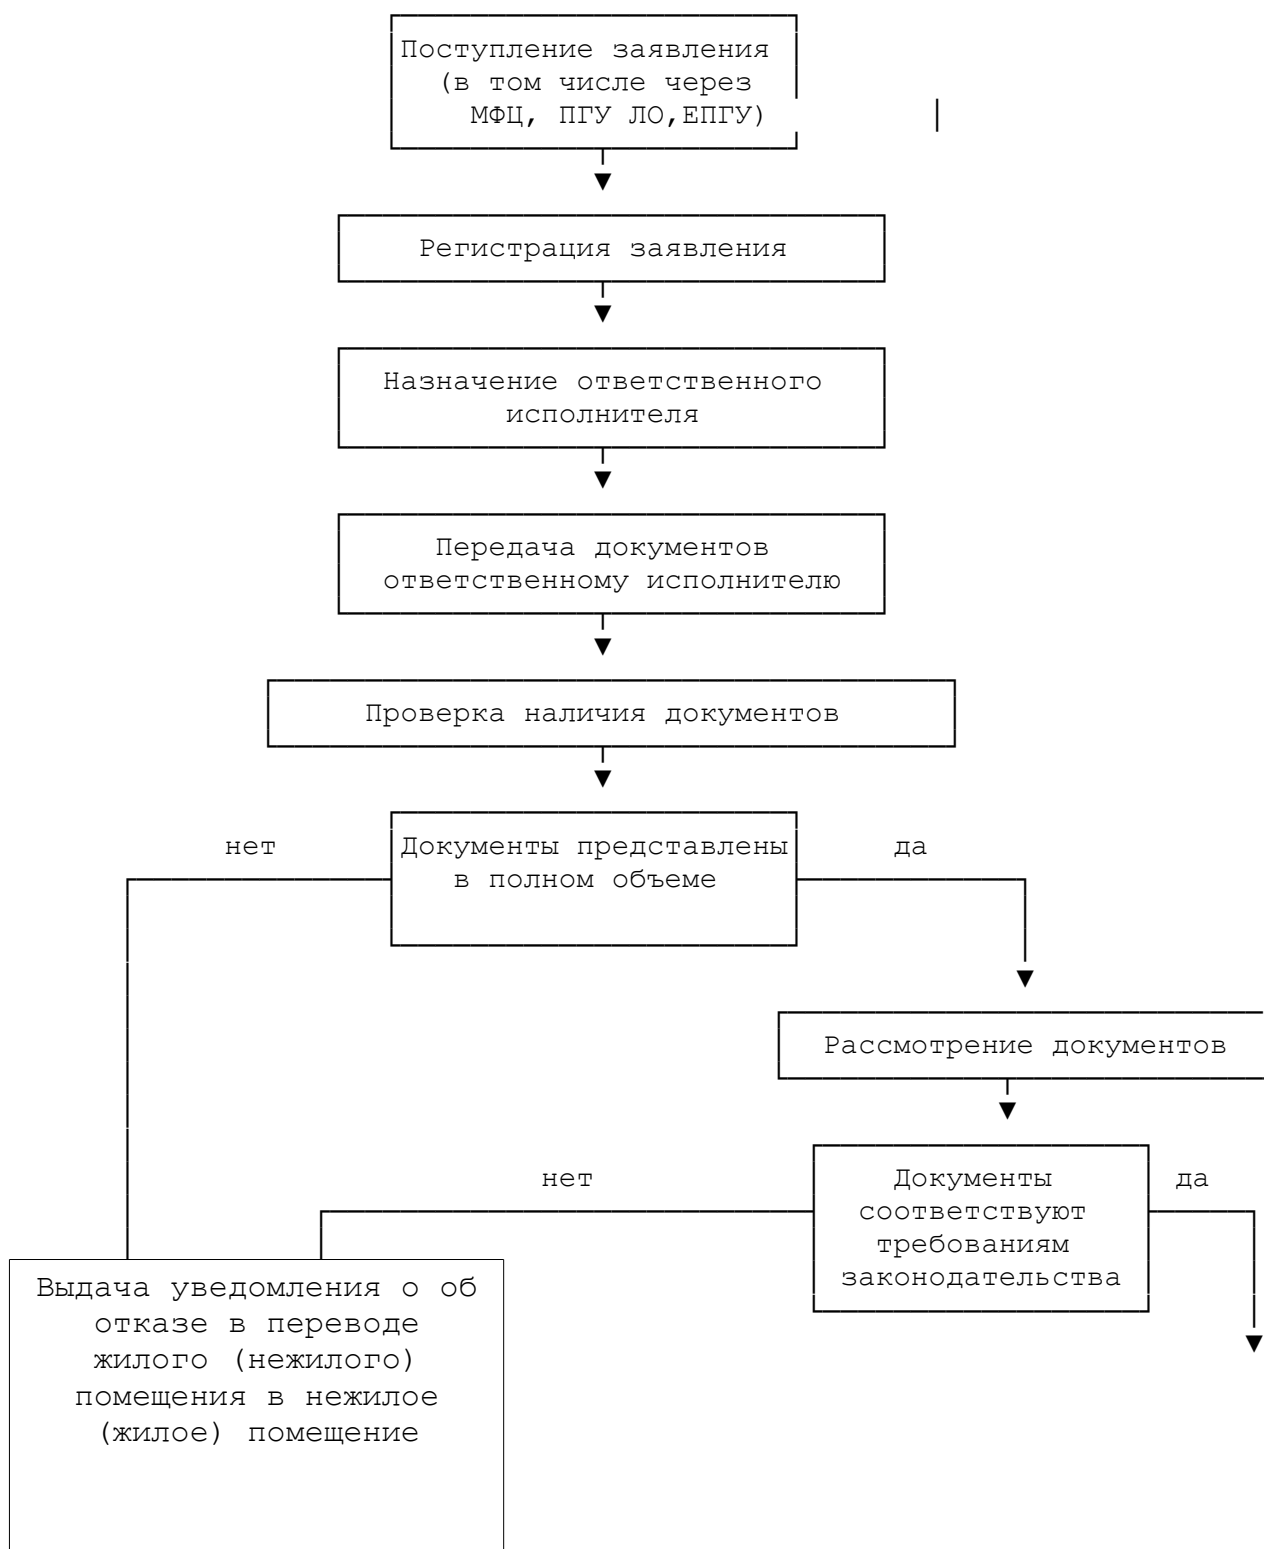 Поступление заявления
(в том числе через
МФЦ, ПГУ ЛО,ЕПГУ)
Регистрация заявления
Назначение ответственного
исполнителя
Передача документов
ответственному исполнителю
Проверка наличия документов
нет
Документы представлены
в полном объеме
да
Рассмотрение документов
нет
Документы
соответствуют
требованиям
законодательства
да
Выдача уведомления о об
отказе в переводе
жилого (нежилого)
помещения в нежилое
(жилое) помещение